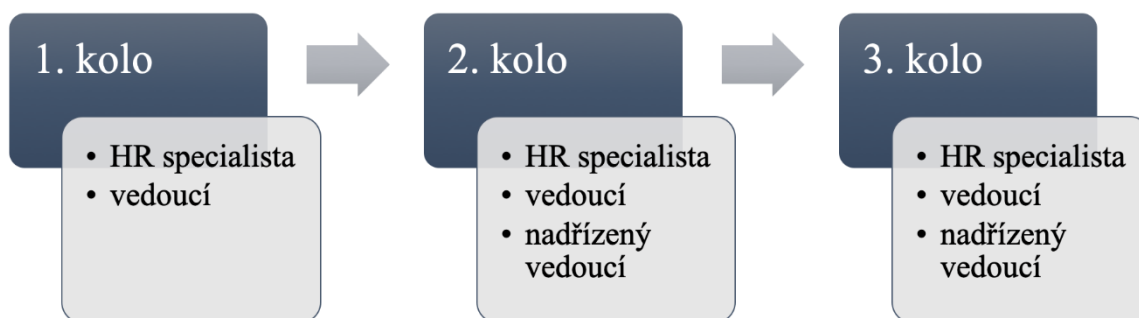 1. kolo
• HR specialista
• vedoucí
2. kolo
• HR specialista
• vedoucí
• nadřízený
vedoucí
3. kolo
• HR specialista
• vedoucí
• nadřízený
vedoucí